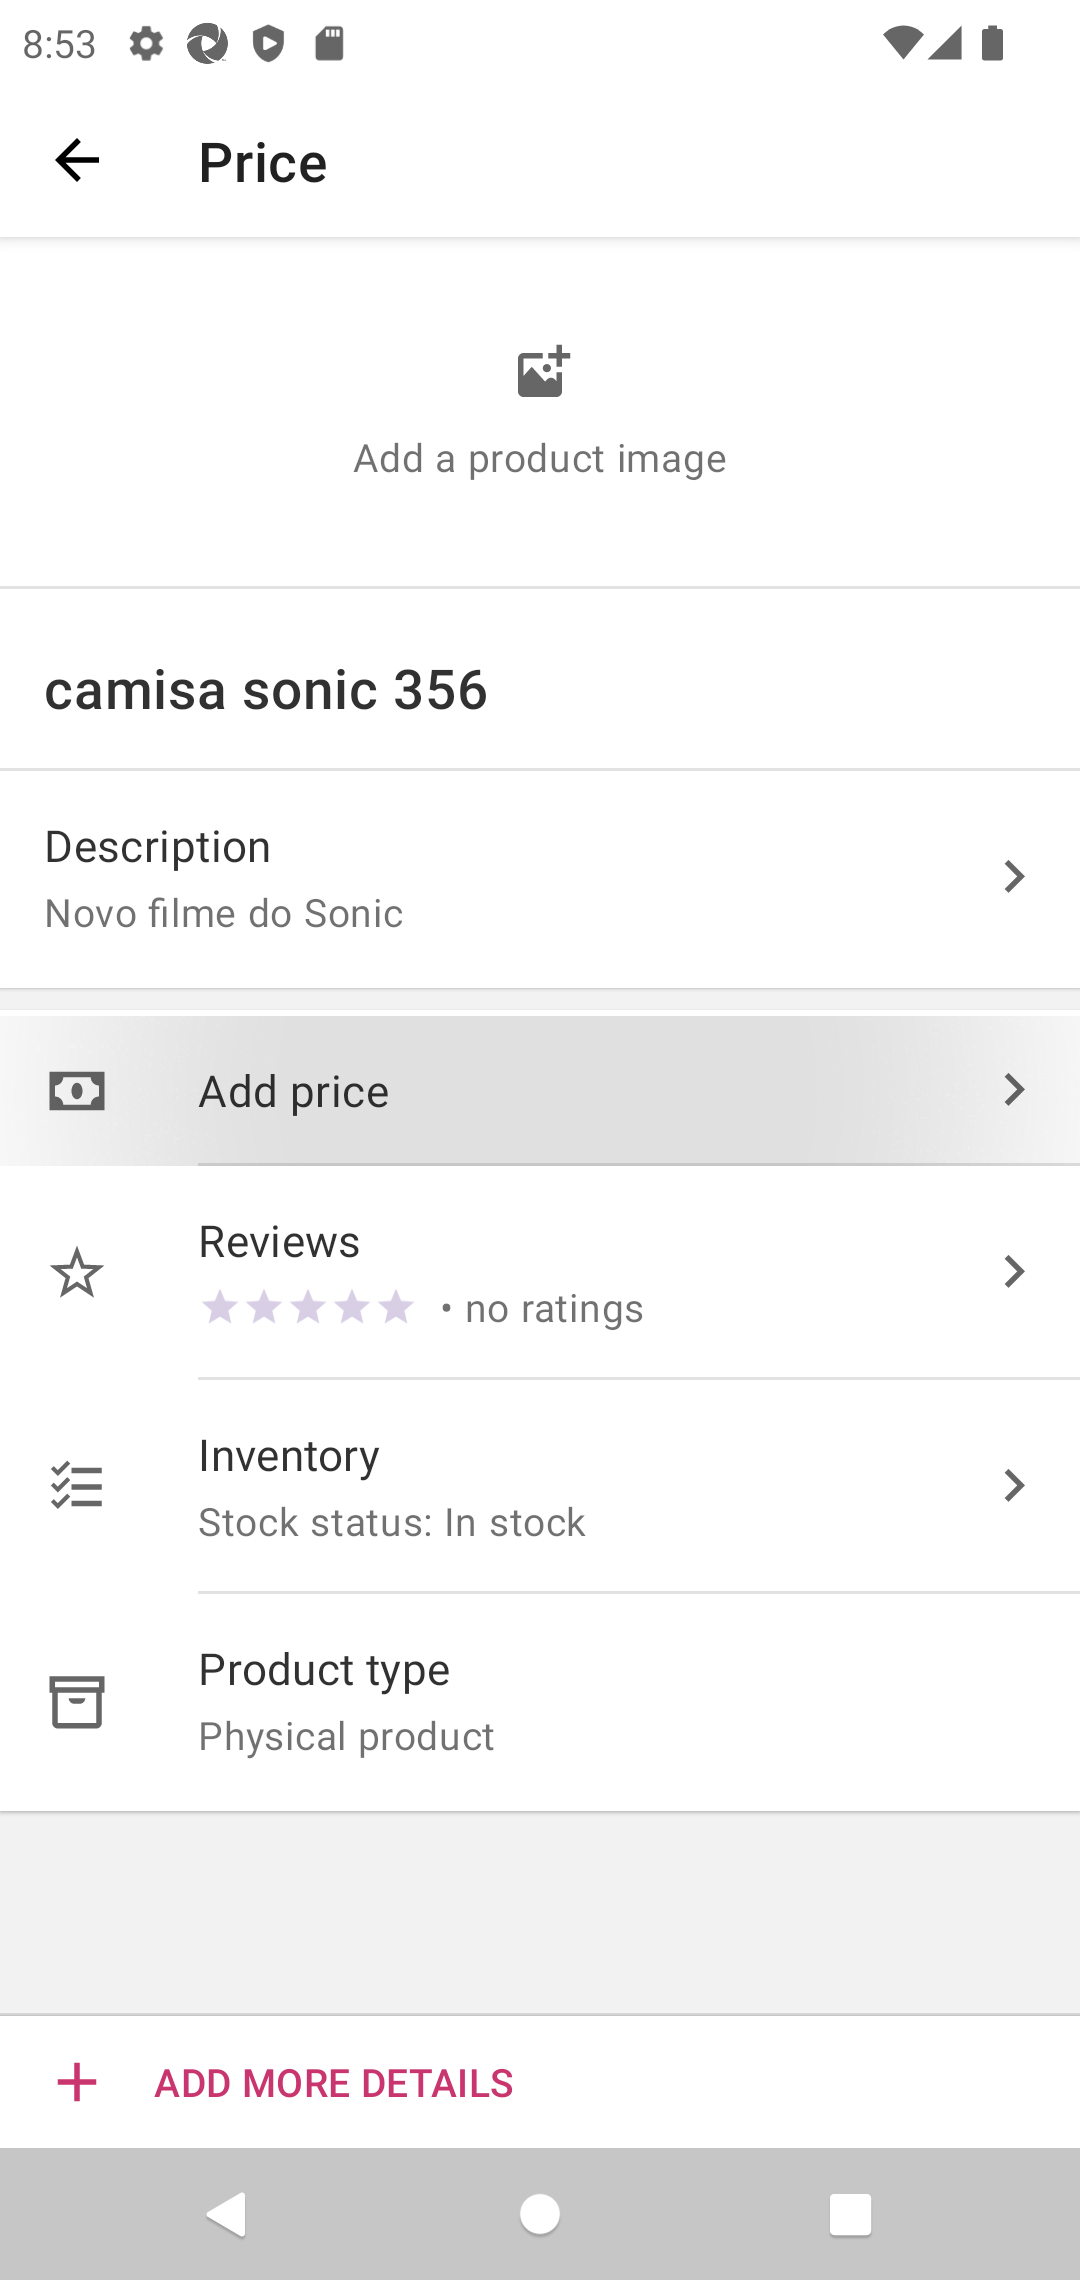 8:53
Price
Add a product image
camisa sonic 356
Description
Novo filme do Sonic
Add price
Reviews
• no ratings
Inventory
Stock status: In stock
Product type
Physical product
ADD MORE DETAILS